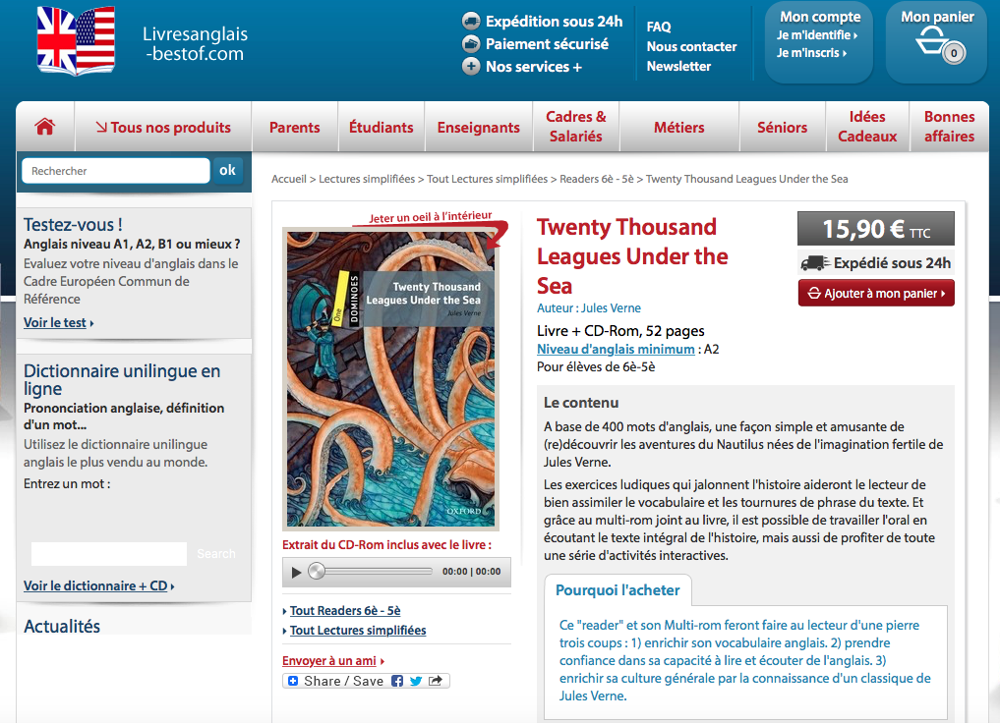 Livresanglais
-bestof.com
Expédition sous 24h
Paiement sécurisé
Nos services +
FAQ
Nous contacter
Newsletter
Mon compte
Je m'identifie
Je m'inscris
Mon panier
0
Tous nos produits
Parents
Étudiants
Enseignants
Cadres &
Salariés
Métiers
Séniors
Idées
Cadeaux
Bonnes
affaires
Rechercher
ok
Testez-vous !
Anglais niveau A1, A2, B1 ou mieux ?
Evaluez votre niveau d'anglais dans le
Cadre Européen Commun de
Référence
Voir le test
Dictionnaire unilingue en
ligne
Prononciation anglaise, définition
d'un mot...
Utilisez le dictionnaire unilingue
anglais le plus vendu au monde.
Entrez un mot :
Search
Voir le dictionnaire + CD
Actualités
Accueil > Lectures simplifiées > Tout Lectures simplifiées > Readers 6è - 5è > Twenty Thousand Leagues Under the Sea
Jeter un oeil à l'intérieur
One
DOMINOES
Twenty Thousand
Leagues Under the Sea
Jules Verne
OXFORD
Extrait du CD-Rom inclus avec le livre :
00:00 | 00:00
Tout Readers 6è - 5è
Tout Lectures simplifiées
Envoyer à un ami
Share / Save
Twenty Thousand
Leagues Under the
Sea
Auteur : Jules Verne
Livre + CD-Rom, 52 pages
Niveau d'anglais minimum : A2
Pour élèves de 6è-5è
15,90 € TTC
Expédié sous 24h
Ajouter à mon panier
Le contenu
A base de 400 mots d'anglais, une façon simple et amusante de
(re)découvrir les aventures du Nautilus nées de l'imagination fertile de
Jules Verne.
Les exercices ludiques qui jalonnent l'histoire aideront le lecteur de
bien assimiler le vocabulaire et les tournures de phrase du texte. Et
grâce au multi-rom joint au livre, il est possible de travailler l'oral en
écoutant le texte intégral de l'histoire, mais aussi de profiter de toute
une série d'activités interactives.
Pourquoi l'acheter
Ce "reader" et son Multi-rom feront faire au lecteur d'une pierre
trois coups : 1) enrichir son vocabulaire anglais. 2) prendre
confiance dans sa capacité à lire et écouter de l'anglais. 3)
enrichir sa culture générale par la connaissance d'un classique de
Jules Verne.